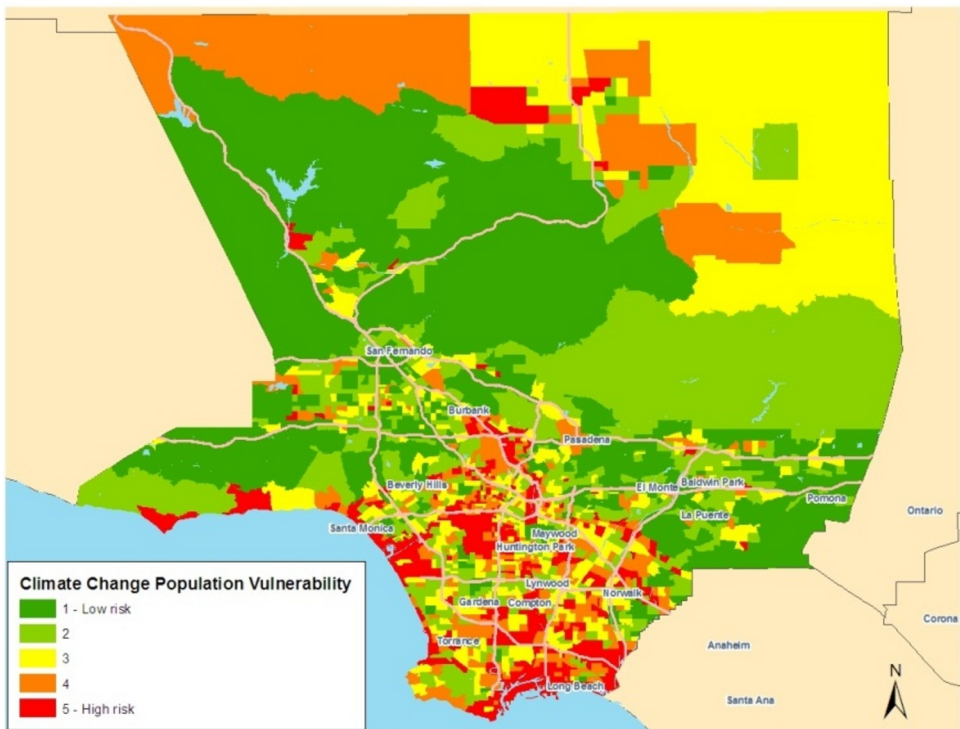 San Fernando
Burbank
Pasadena
Beverly Hills
El Monte
Baldwin Park
Pomona
La Puente
Ontario
Santa Monica
Maywood
Huntington Park
Climate Change Population Vulnerability
1 - Low risk
2
3
4
5 - High risk
Lynwood
Norwalk
Gardena
Compton
Corona
Torrance
Anaheim
Long Beach
Santa Ana
N